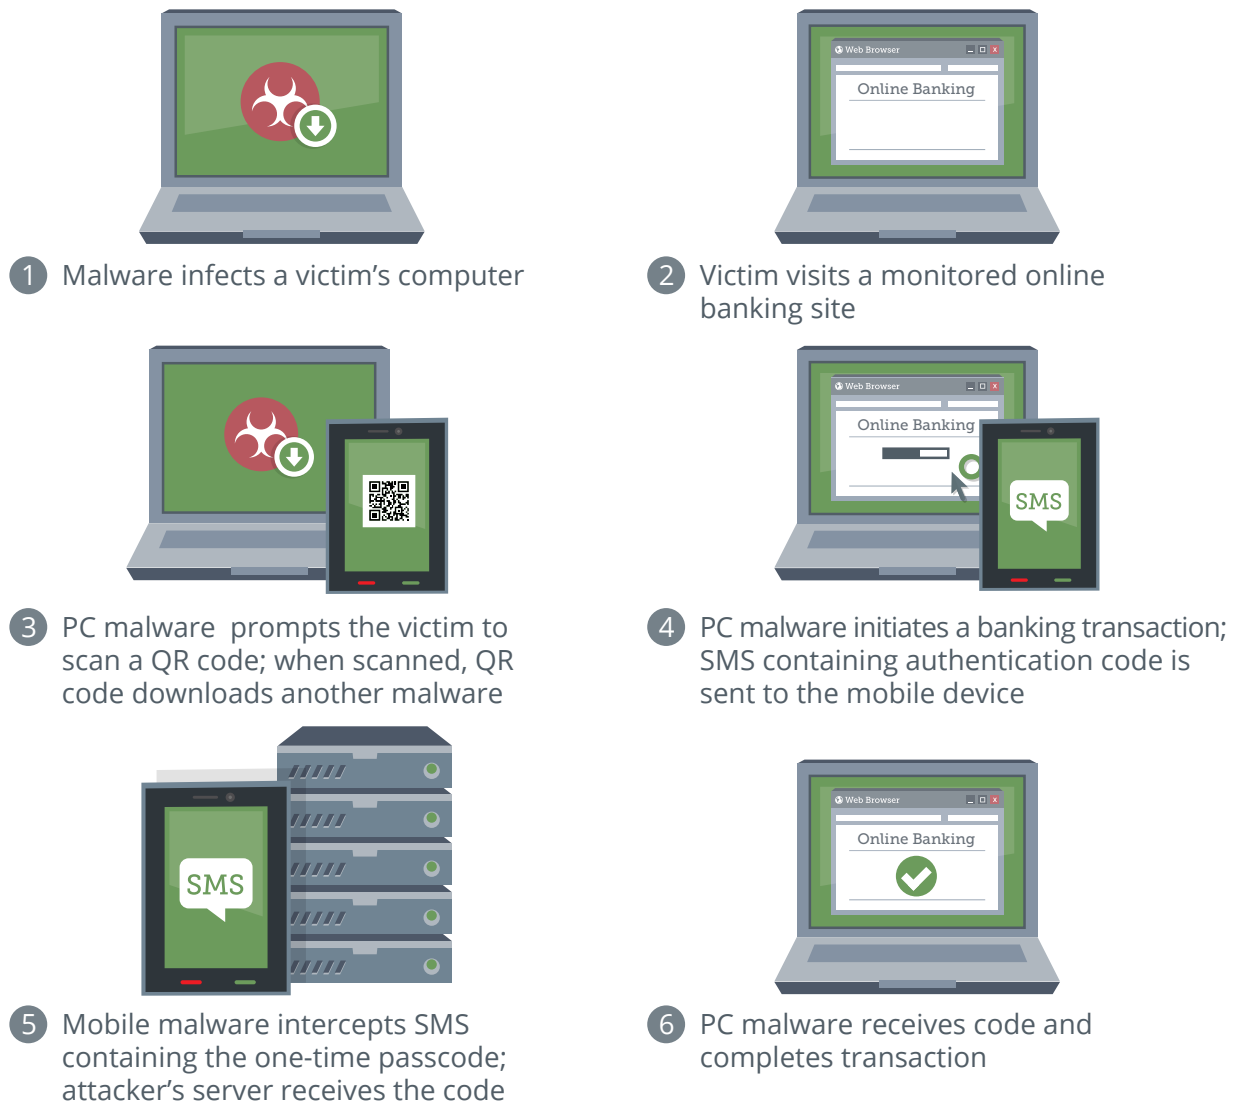 Web Browser
Online Banking
Web Browser
Online Banking
1 Malware infects a victim’s computer
2 Victim visits a monitored online
banking site
Web Browser
Online Banking
SMS
3 PC malware prompts the victim to
scan a QR code; when scanned, QR
code downloads another malware
4 PC malware initiates a banking transaction;
SMS containing authentication code is
sent to the mobile device
SMS
Web Browser
Online Banking
5 Mobile malware intercepts SMS
containing the one-time passcode;
attacker’s server receives the code
6 PC malware receives code and
completes transaction